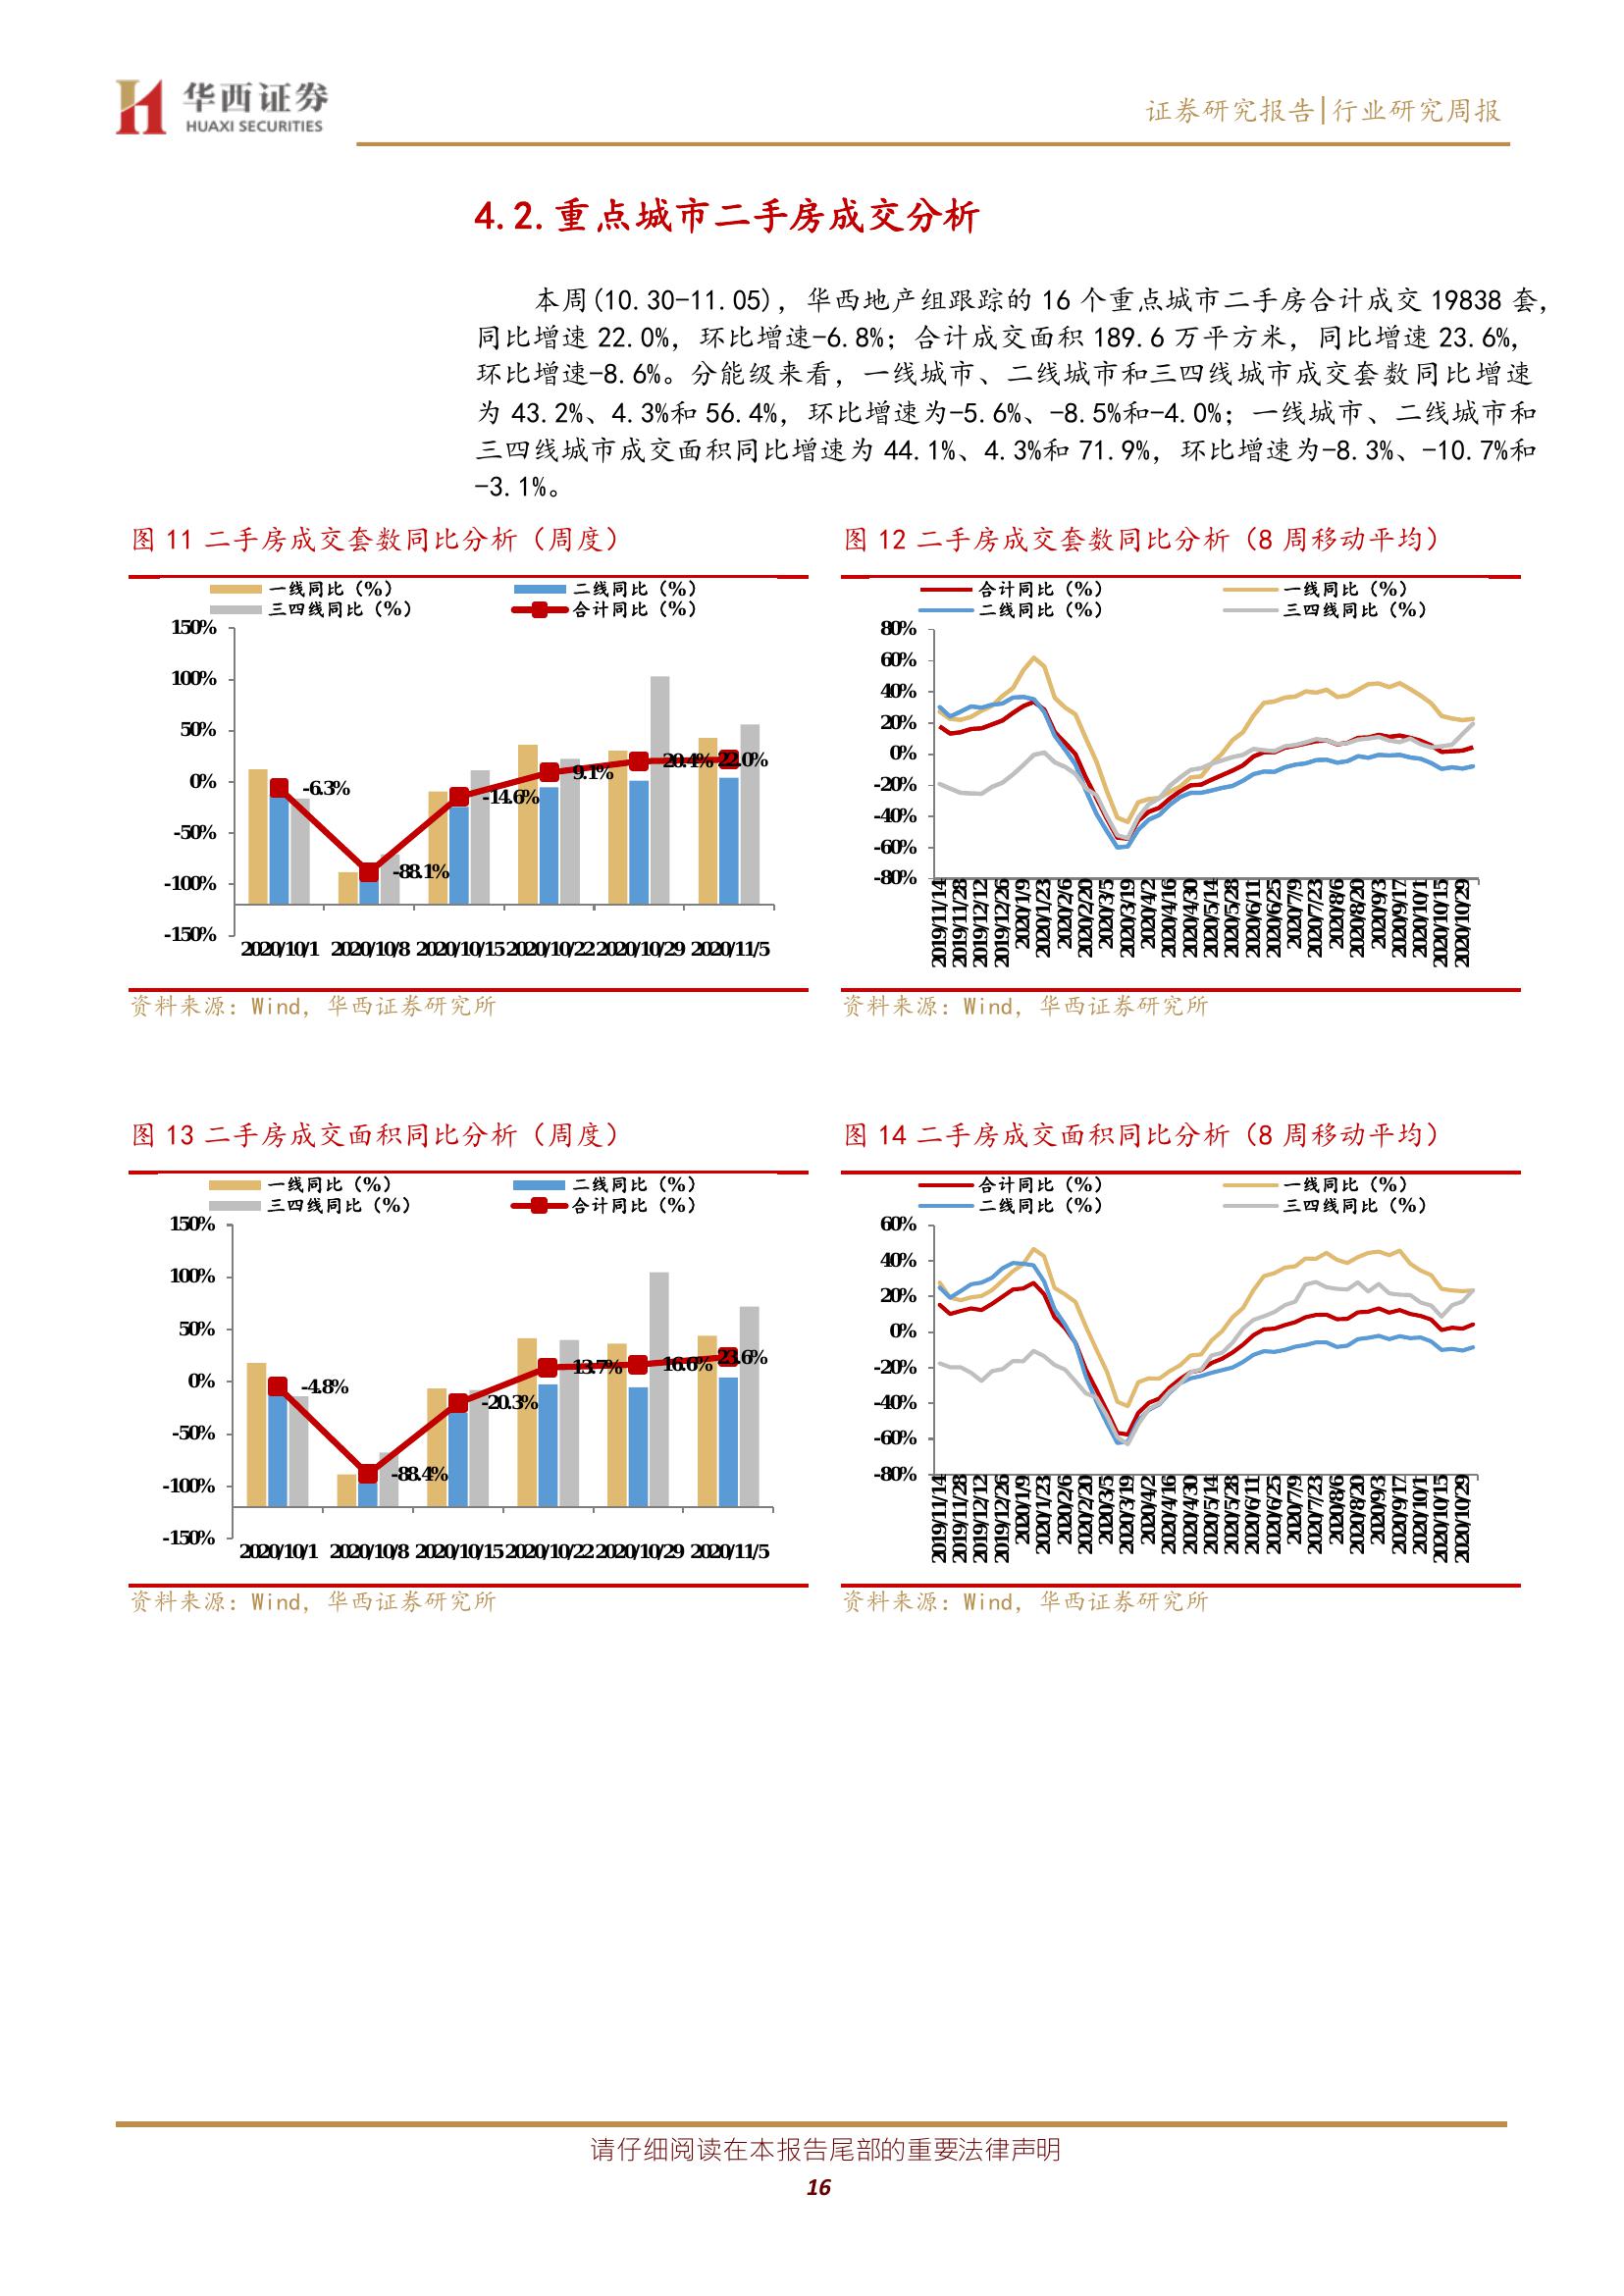 华西证券
HUAXI SECURITIES
证券研究报告|行业研究周报
4.2.重点城市二手房成交分析
本周(10.30-11.05)，华西地产组跟踪的 16 个重点城市二手房合计成交 19838 套，
同比增速 22.0%，环比增速-6.8%；合计成交面积 189.6 万平方米，同比增速 23.6%，
环比增速-8.6%。分能级来看，一线城市、二线城市和三四线城市成交套数同比增速
为 43.2%、4.3%和 56.4%，环比增速为-5.6%、-8.5%和-4.0%；一线城市、二线城市和
三四线城市成交面积同比增速为 44.1%、4.3%和 71.9%，环比增速为-8.3%、-10.7%和
-3.1%。
图 11 二手房成交套数同比分析（周度）
一线同比（%） 二线同比（%）
三四线同比（%） 合计同比（%）
150%
100%
50%
0%
-50%
-100%
-150%
-6.3%
-88.1%
-14.6%
9.1%
20.4%
22.0%
2020/10/1 2020/10/8 2020/10/15 2020/10/22 2020/10/29 2020/11/5
资料来源：Wind，华西证券研究所
图 12 二手房成交套数同比分析（8 周移动平均）
合计同比（%） 一线同比（%）
二线同比（%） 三四线同比（%）
80%
60%
40%
20%
0%
-20%
-40%
-60%
-80%
2019/11/14 2019/11/28 2019/12/12 2019/12/26 2020/1/9 2020/1/23 2020/2/6 2020/2/20 2020/3/5 2020/3/19 2020/4/2 2020/4/16 2020/4/30 2020/5/14 2020/5/28 2020/6/11 2020/6/25 2020/7/9 2020/7/23 2020/8/6 2020/8/20 2020/9/3 2020/9/17 2020/10/1 2020/10/15 2020/10/29
资料来源：Wind，华西证券研究所
图 13 二手房成交面积同比分析（周度）
一线同比（%） 二线同比（%）
三四线同比（%） 合计同比（%）
150%
100%
50%
0%
-50%
-100%
-150%
-4.8%
-88.4%
-20.3%
13.7%
16.6%
23.6%
2020/10/1 2020/10/8 2020/10/15 2020/10/22 2020/10/29 2020/11/5
资料来源：Wind，华西证券研究所
图 14 二手房成交面积同比分析（8 周移动平均）
合计同比（%） 一线同比（%）
二线同比（%） 三四线同比（%）
60%
40%
20%
0%
-20%
-40%
-60%
-80%
2019/11/14 2019/11/28 2019/12/12 2019/12/26 2020/1/9 2020/1/23 2020/2/6 2020/2/20 2020/3/5 2020/3/19 2020/4/2 2020/4/16 2020/4/30 2020/5/14 2020/5/28 2020/6/11 2020/6/25 2020/7/9 2020/7/23 2020/8/6 2020/8/20 2020/9/3 2020/9/17 2020/10/1 2020/10/15 2020/10/29
资料来源：Wind，华西证券研究所
请仔细阅读在本报告尾部的重要法律声明
16